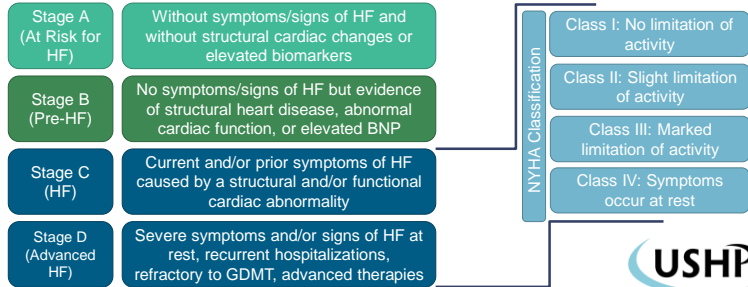 Stage A
(At Risk for
HF)
Without symptoms/signs of HF and
without structural cardiac changes or
elevated biomarkers
Stage B
(Pre-HF)
No symptoms/signs of HF but evidence
of structural heart disease, abnormal
cardiac function, or elevated BNP
Stage C
(HF)
Current and/or prior symptoms of HF
caused by a structural and/or functional
cardiac abnormality
Stage D
(Advanced
HF)
Severe symptoms and/or signs of HF at
rest, recurrent hospitalizations,
refractory to GDMT, advanced therapies
NYHA Classification
Class I: No limitation of
activity
Class II: Slight limitation
of activity
Class III: Marked
limitation of activity
Class IV: Symptoms
occur at rest
USHP